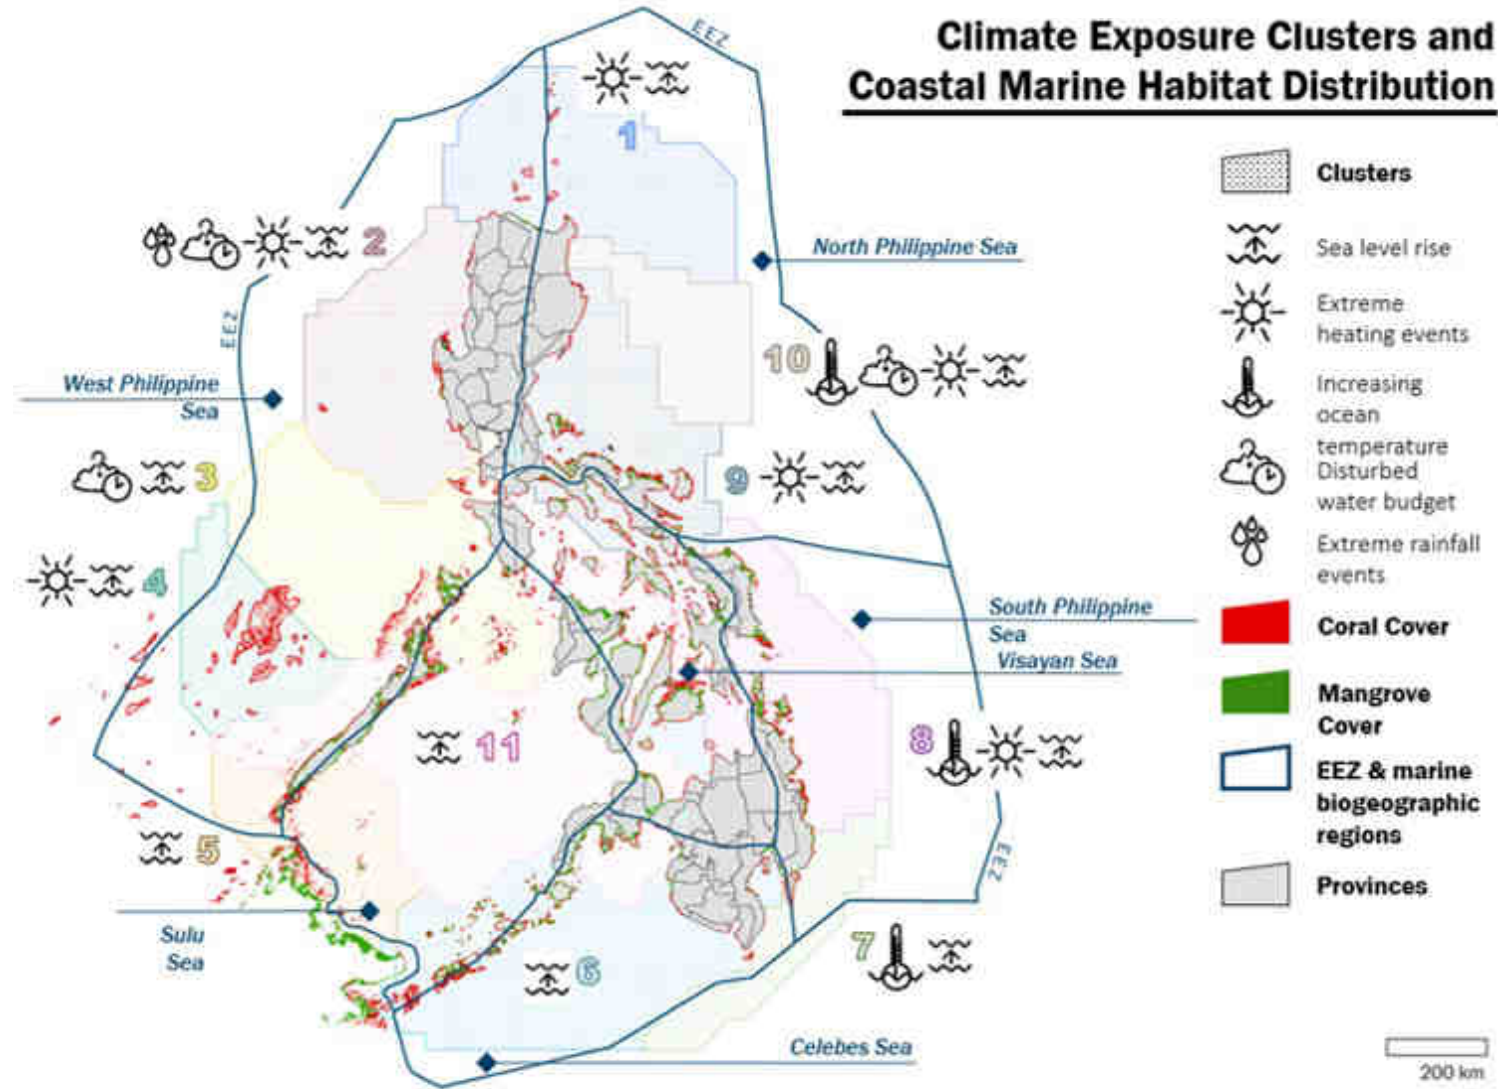 Climate Exposure Clusters and
Coastal Marine Habitat Distribution
EEZ
1
2
North Philippine Sea
EEZ
West Philippine
Sea
10
3
9
4
South Philippine
Sea
Visayan Sea
11
8
5
EEZ
Sulu
Sea
7
6
Celebes Sea
Clusters
Sea level rise
Extreme
heating events
Increasing
ocean
temperature
Disturbed
water budget
Extreme rainfall
events
Coral Cover
Mangrove
Cover
EEZ & marine
biogeographic
regions
Provinces
200 km